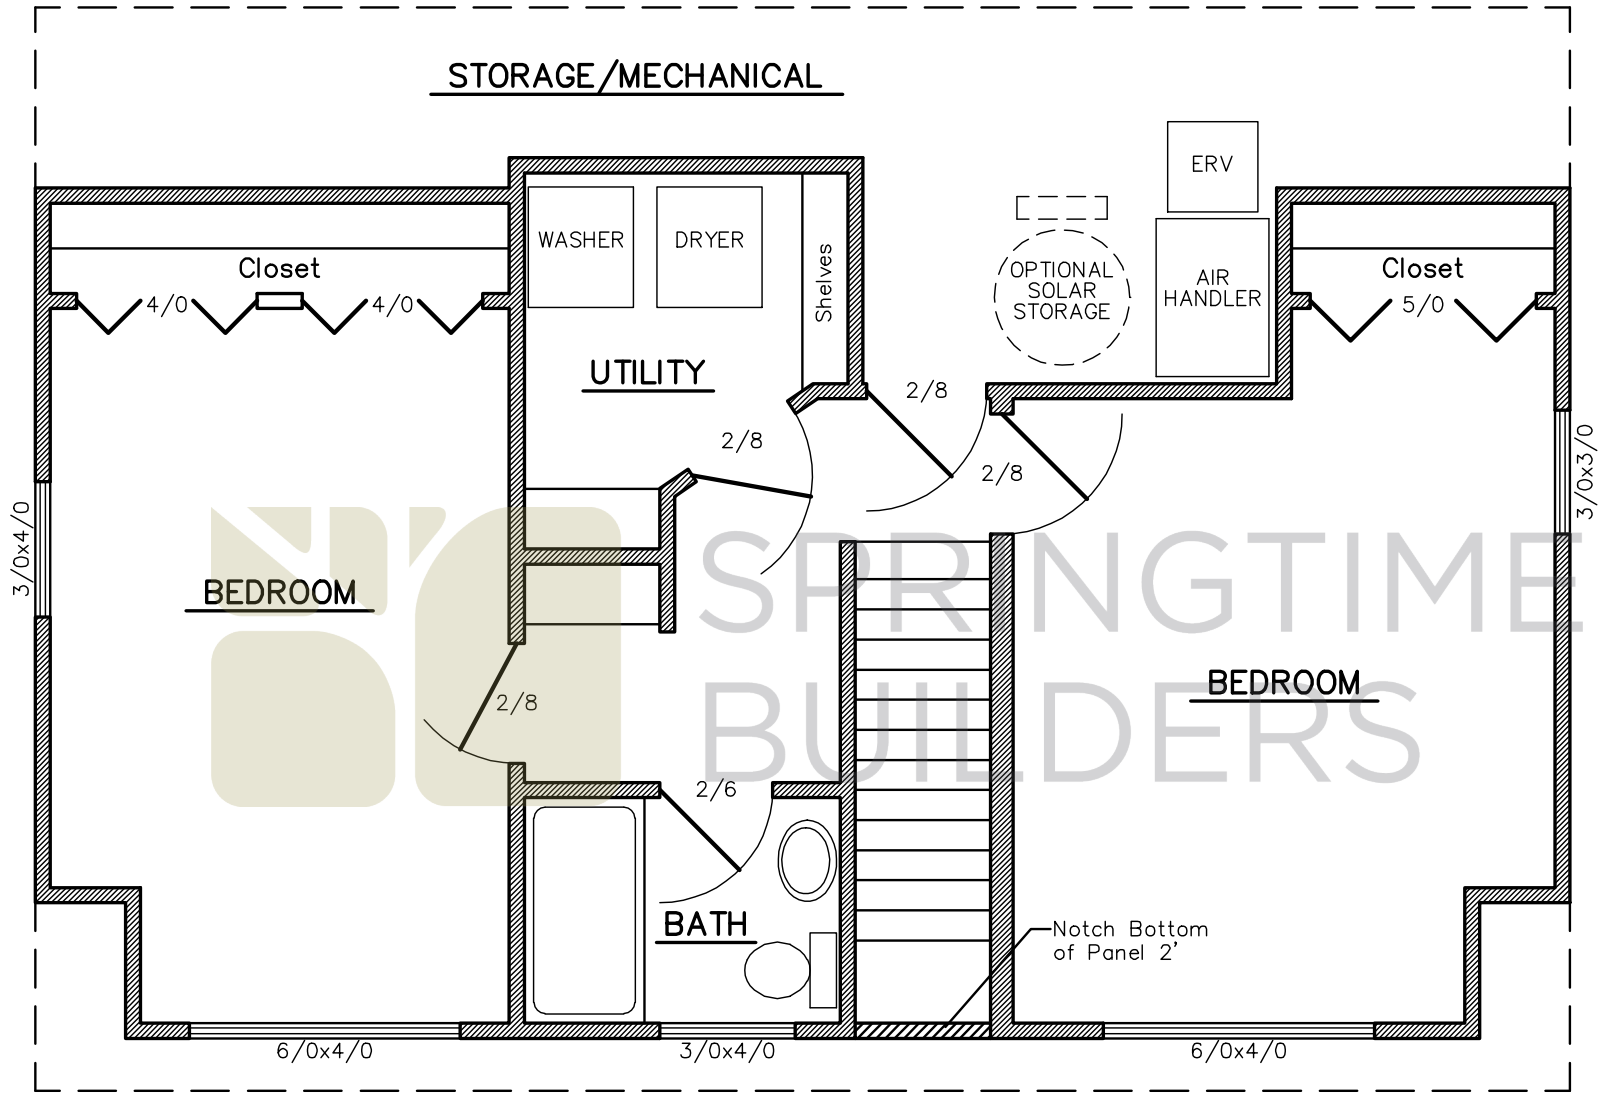 STORAGE/MECHANICAL
ERV
WASHER
DRYER
Shelves
OPTIONAL
SOLAR
STORAGE
AIR
HANDLER
Closet
4/0
4/0
Closet
5/0
UTILITY
2/8
2/8
2/8
3/0x3/0
3/0x4/0
BEDROOM
SPRINGTIME
BUILDERS
BEDROOM
2/8
2/6
BATH
Notch Bottom
of Panel 2'
6/0x4/0
3/0x4/0
6/0x4/0